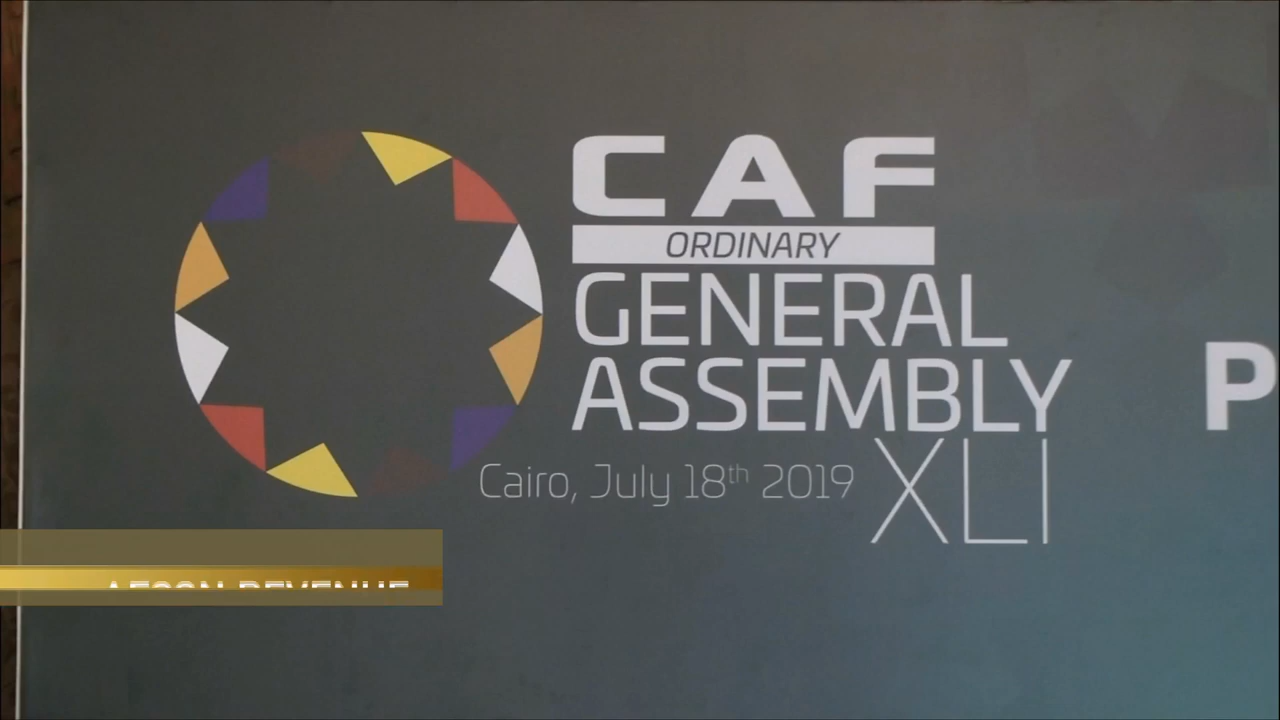 CAF
ORDINARY
GENERAL
ASSEMBLY
Cairo, July 18th 2019
XLI
P